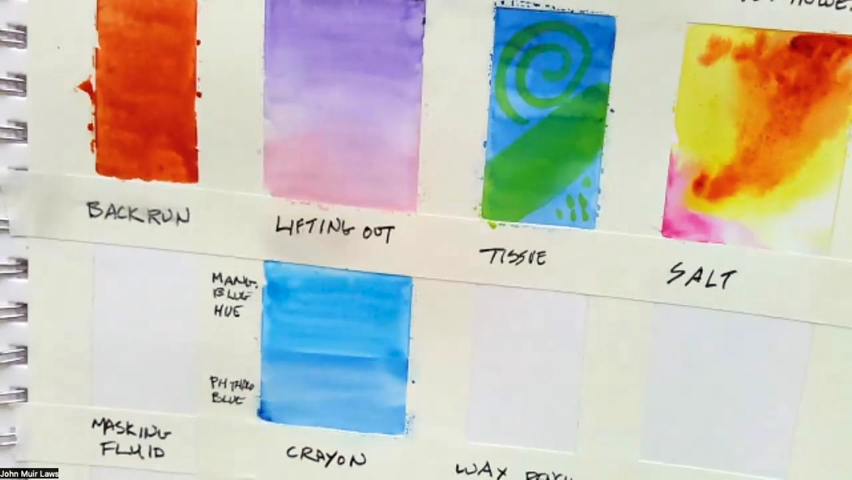 BACKRUN
LIFTING OUT
TISSUE
SALT
MANG.
BLUE
HUE
PHTHALO
BLUE
MASKING
FLUID
CRAYON
WAX
John Muir Laws